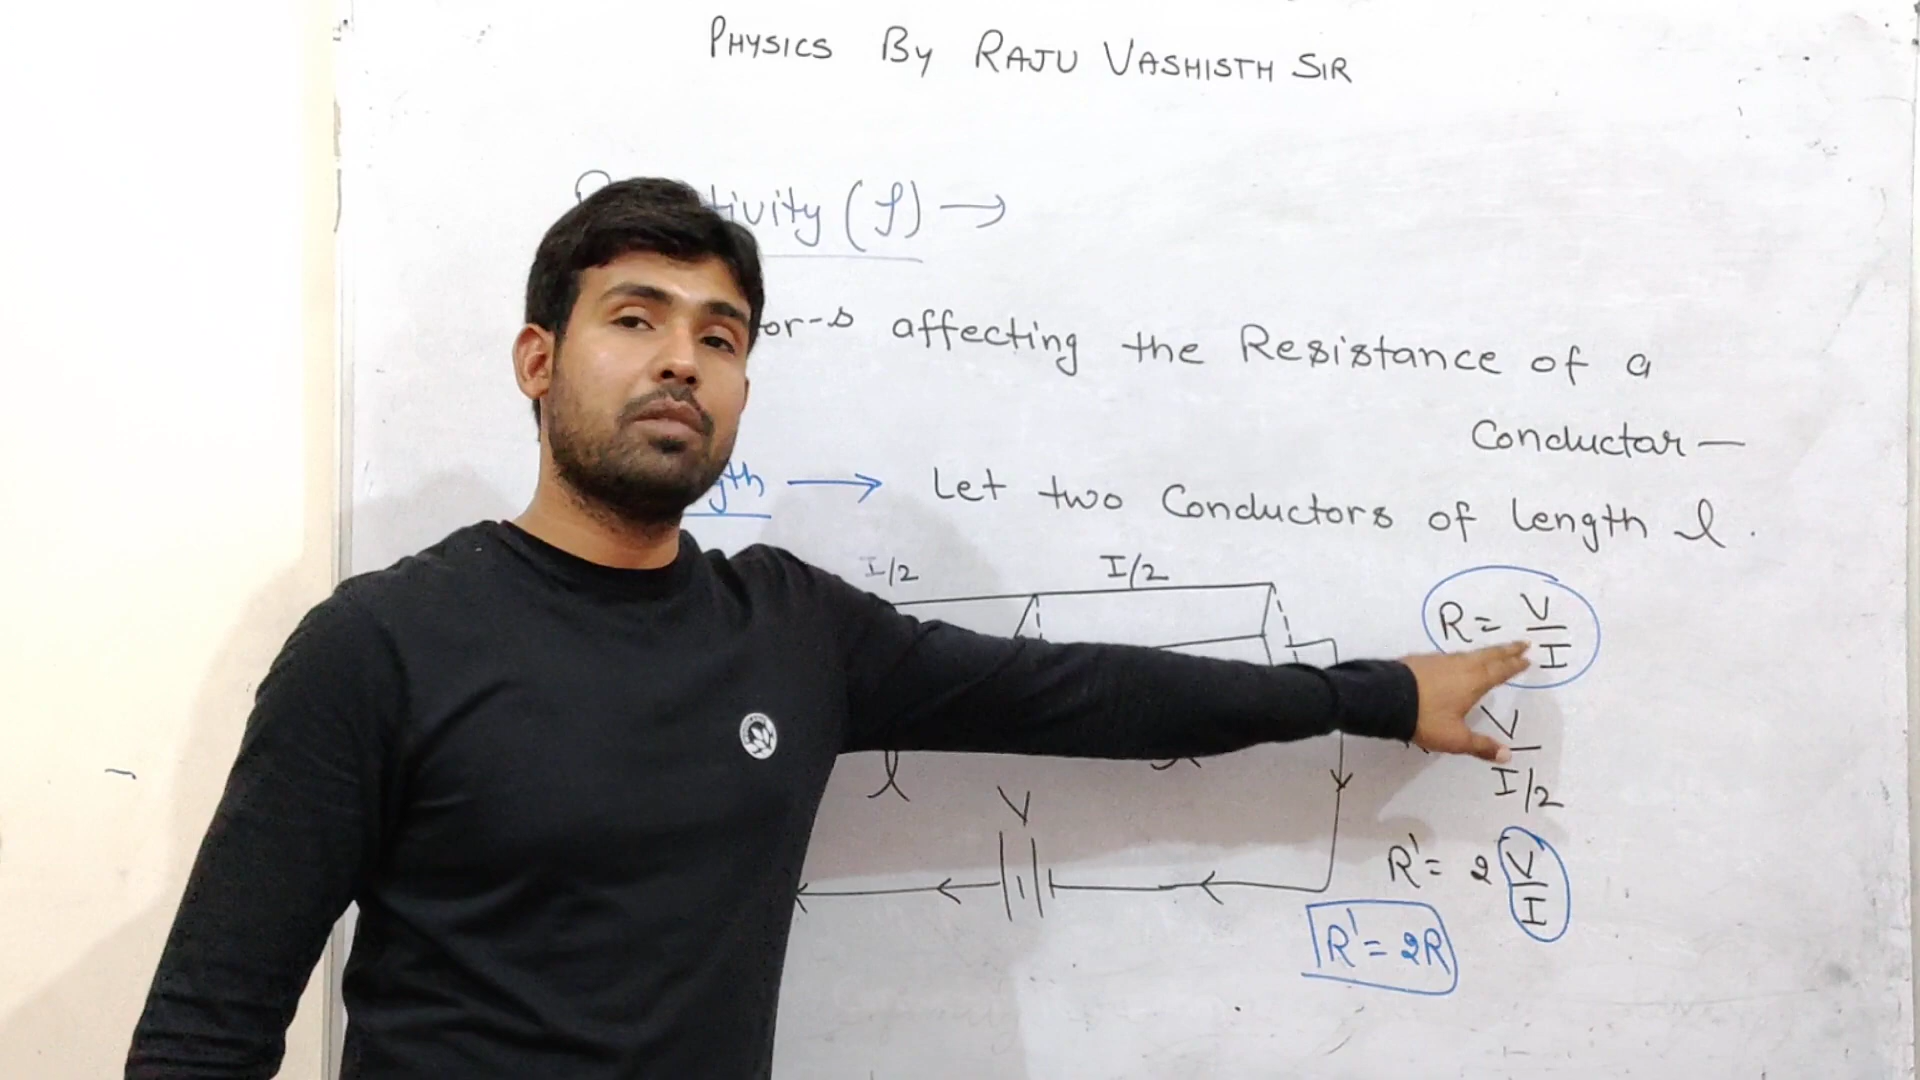 PHYSICS By RAJU VASHISTH SIR
tivity (ρ) →
or-s affecting the Resistance of a
Conductar —
gth → Let two Conductors of length l.
I/2 I/2
R = V/I
V
I/2
l
V
R' = 2 V/I
R' = 2R